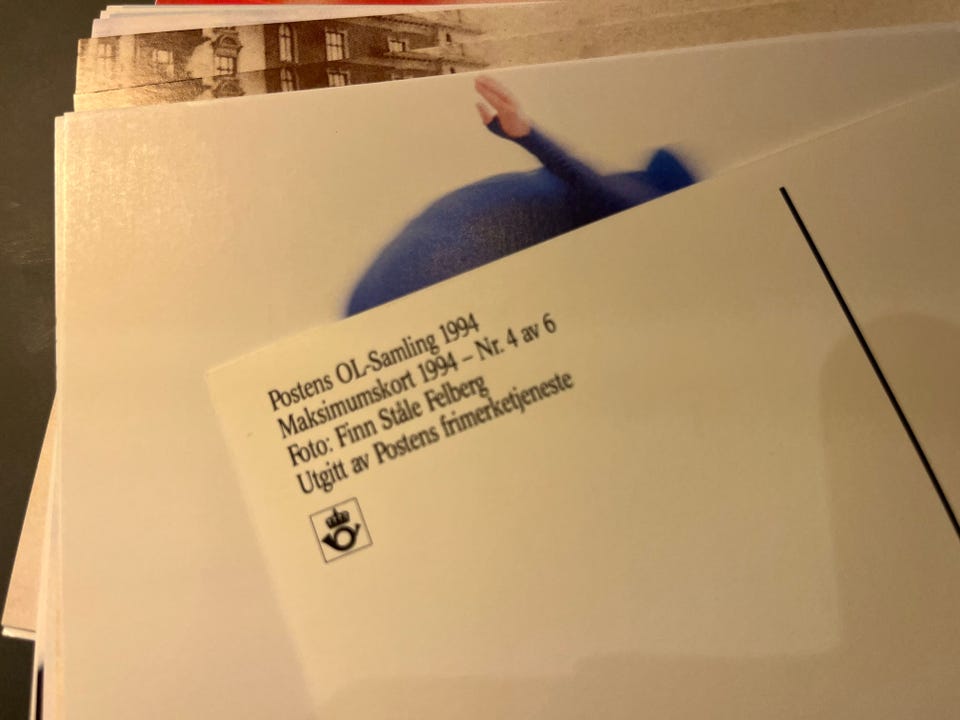 Postens OL-Samling 1994
Maksimumskort 1994 – Nr. 4 av 6
Foto: Finn Ståle Felberg
Utgitt av Postens frimerketjeneste